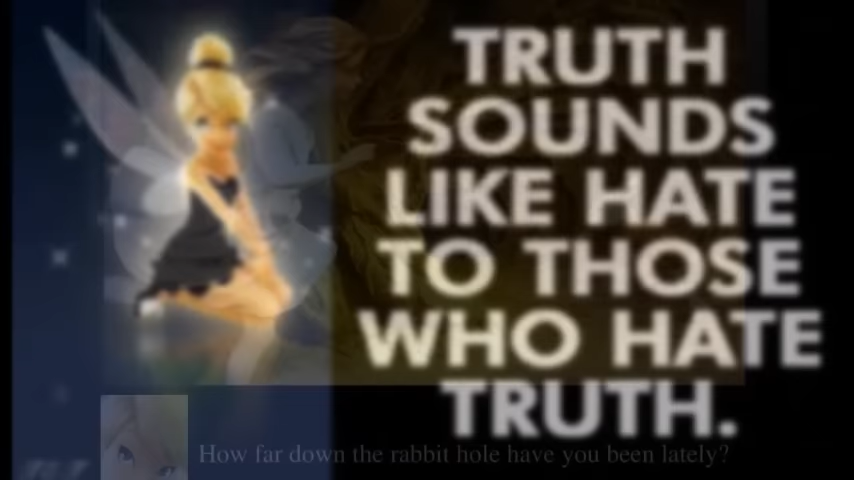 TRUTH
SOUNDS
LIKE HATE
TO THOSE
WHO HATE
TRUTH.
How far down the rabbit hole have you been lately?